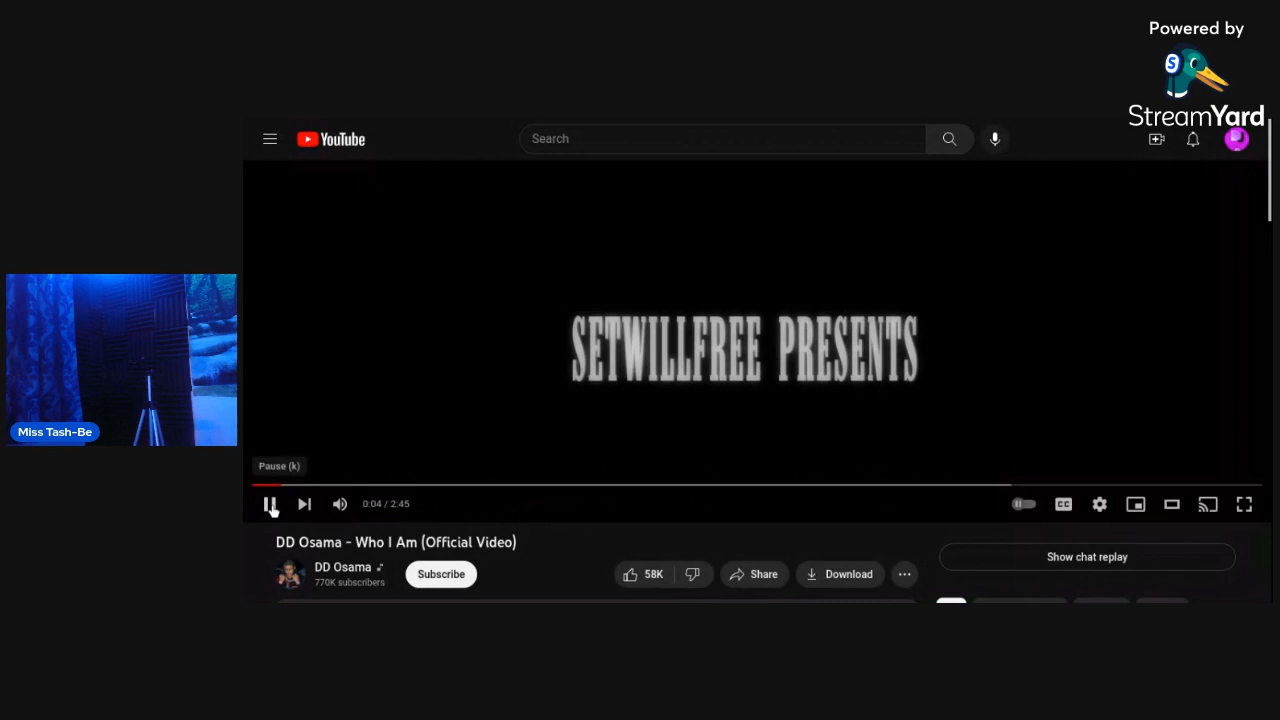 Powered by
StreamYard
YouTube
Search
SETWILLFREE PRESENTS
Miss Tash-Be
Pause (k)
0:04 / 2:45
CC
DD Osama - Who I Am (Official Video)
DD Osama
770K subscribers
Subscribe
58K
Share
Download
Show chat replay